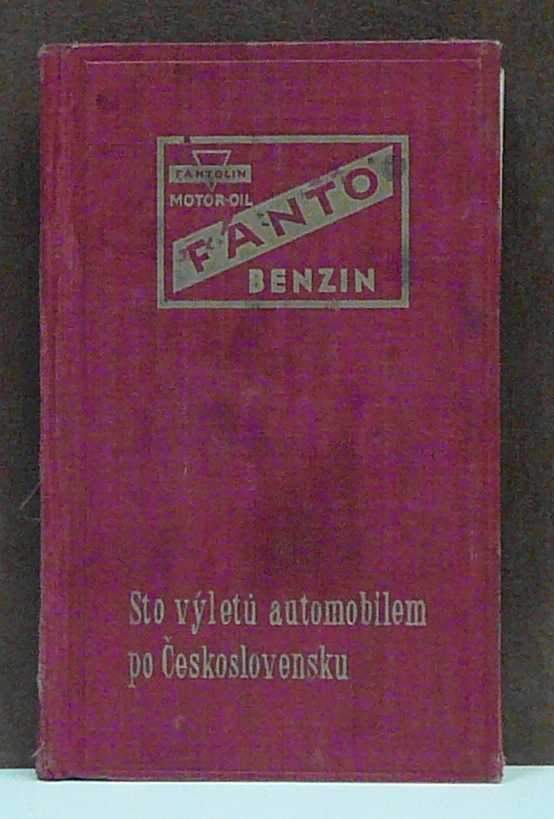 FANTOLIN
MOTOR-OIL
FANTO
BENZIN
Sto výletů automobilem
po Československu